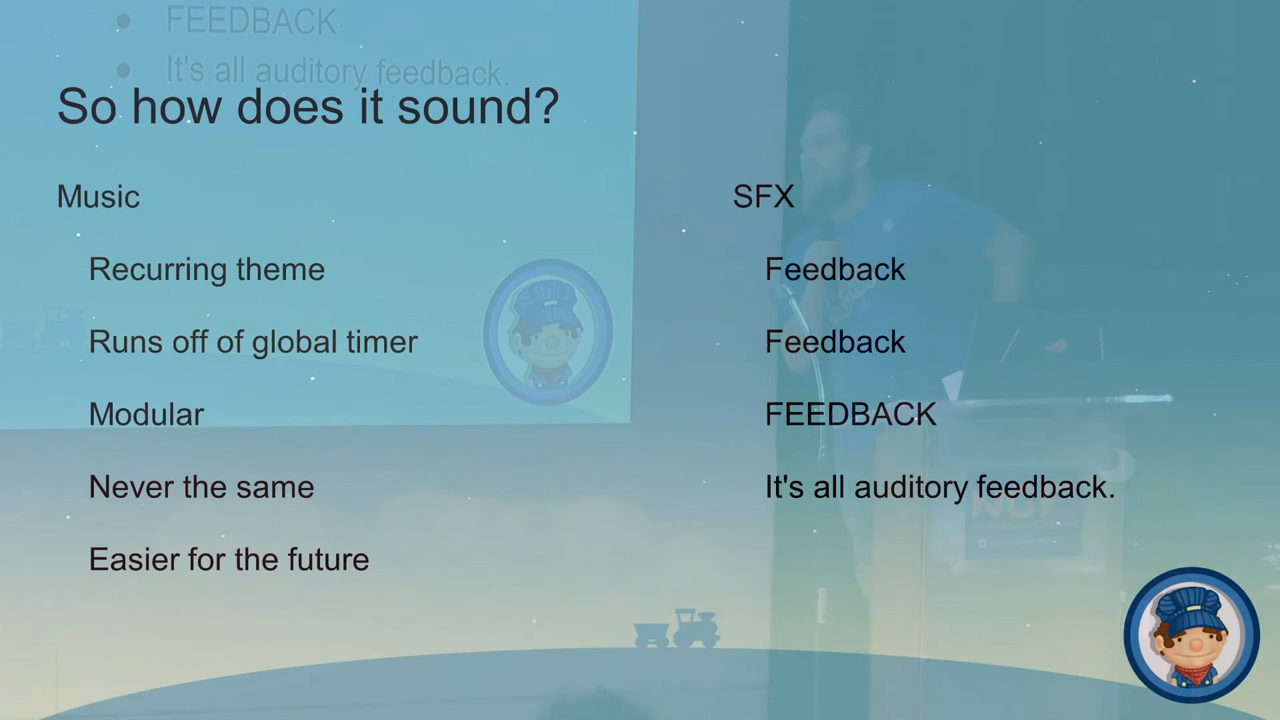 FEEDBACK
It's all auditory feedback.
So how does it sound?
Music
Recurring theme
Runs off of global timer
Modular
Never the same
Easier for the future
SFX
Feedback
Feedback
FEEDBACK
It's all auditory feedback.